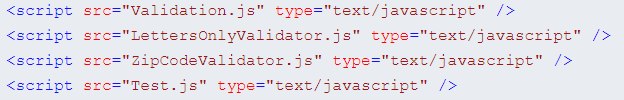 <script src="Validation.js" type="text/javascript" />
<script src="LettersOnlyValidator.js" type="text/javascript" />
<script src="ZipCodeValidator.js" type="text/javascript" />
<script src="Test.js" type="text/javascript" />